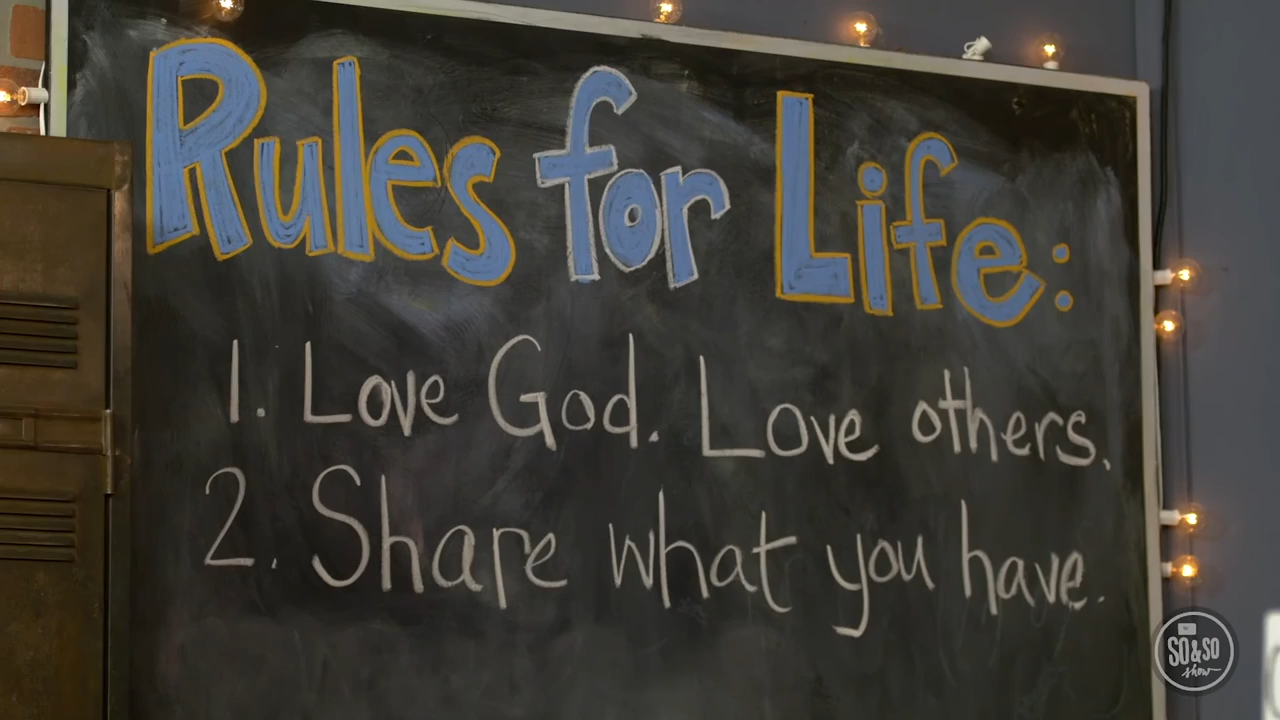 Rules for Life:
1. Love God. Love others.
2. Share what you have.
SO & SO
show